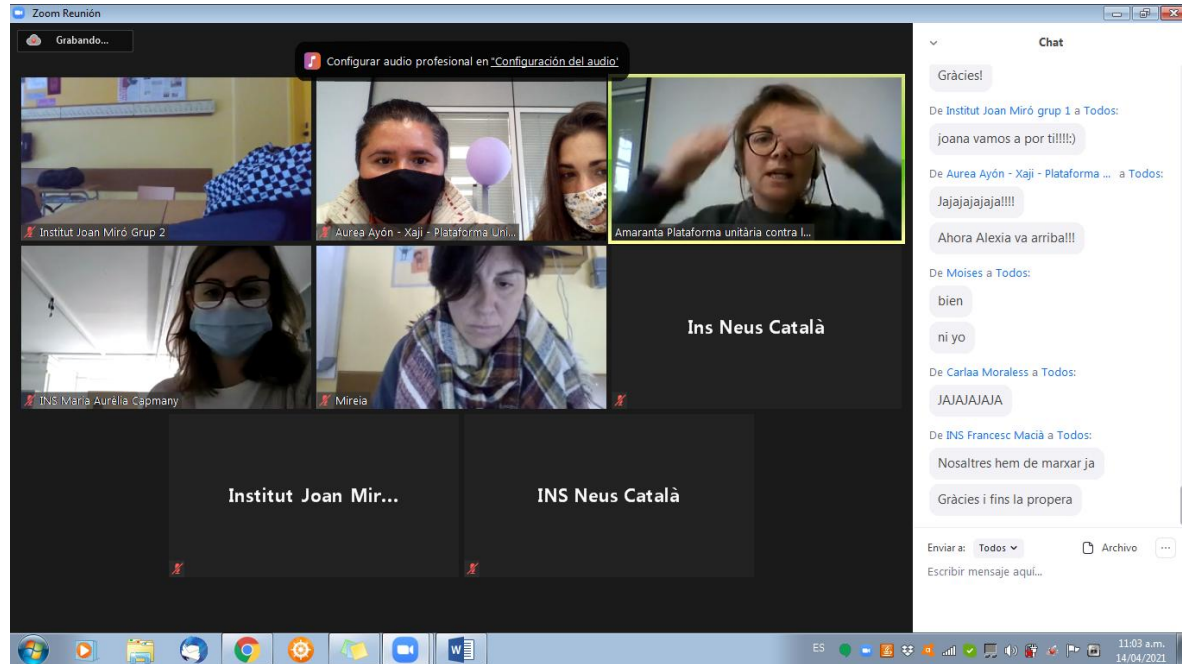 Zoom Reunión
Grabando...
Configurar audio profesional en "Configuración del audio'
Institut Joan Miró Grup 2
Aurea Ayón - Xaji - Plataforma Uni...
Amaranta Plataforma unitària contra l...
INS Maria Aurèlia Capmany
Mireia
Ins Neus Català
Institut Joan Mir...
INS Neus Català
Chat
Gràcies!
De Institut Joan Miró grup 1 a Todos:
joana vamos a por ti!!!!:)
De Aurea Ayón - Xaji - Plataforma ... a Todos:
Jajajajajaja!!!!
Ahora Alexia va arriba!!!
De Moises a Todos:
bien
ni yo
De Carlaa Moraless a Todos:
JAJAJAJAJA
De INS Francesc Macià a Todos:
Nosaltres hem de marxar ja
Gràcies i fins la propera
Enviar a: Todos
Archivo
Escribir mensaje aquí...
ES
11:03 a.m.
14/04/2021